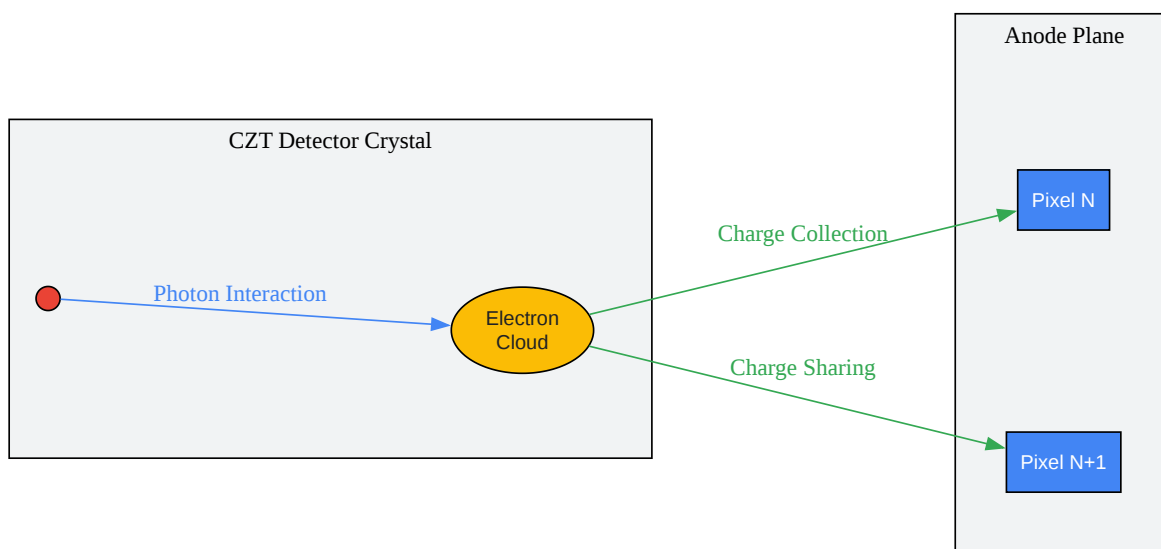 Anode Plane
CZT Detector Crystal
Pixel N
Charge Collection
Photon Interaction
Electron
Cloud
Charge Sharing
Pixel N+1